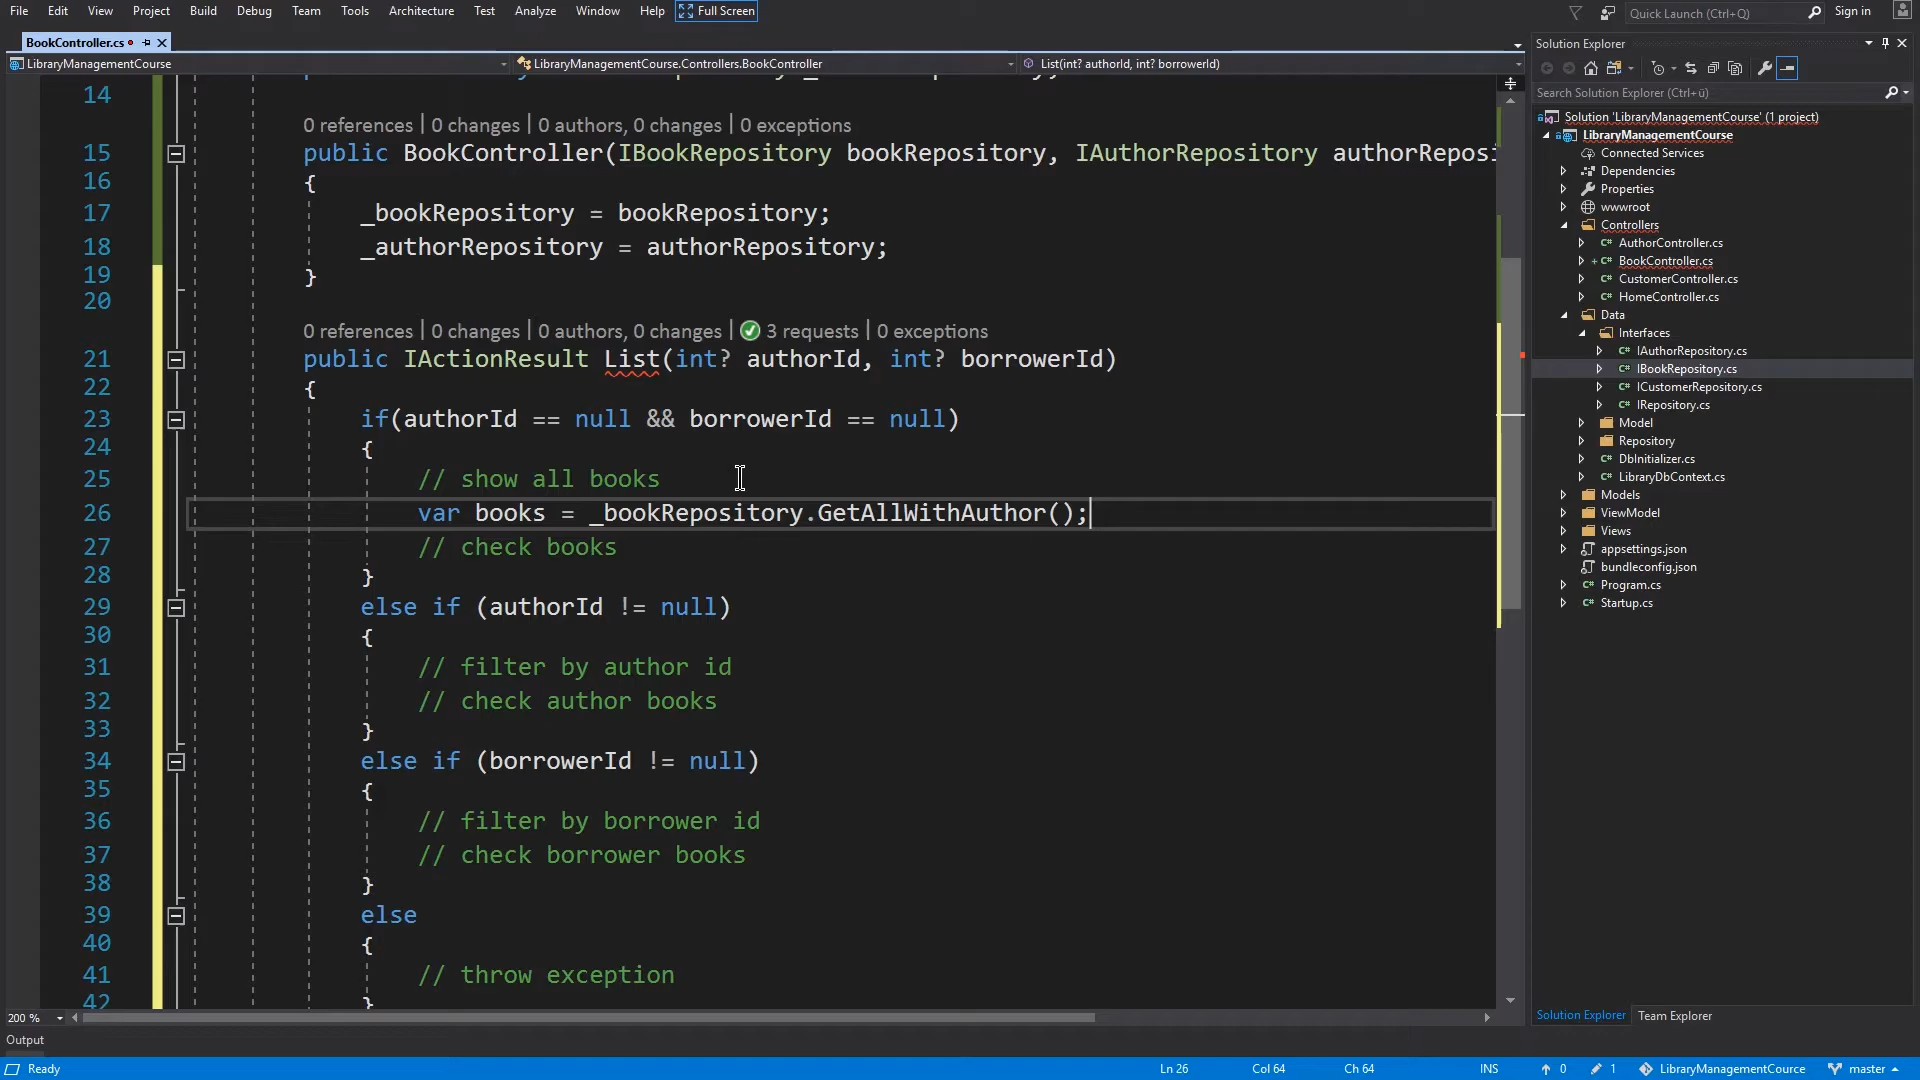 File Edit View Project Build Debug Team Tools Architecture Test Analyze Window Help Full Screen Quick Launch (Ctrl+Q) Sign in
BookController.cs
LibraryManagementCourse LibraryManagementCourse.Controllers.BookController List(int? authorId, int? borrowerId)
14
0 references | 0 changes | 0 authors, 0 changes | 0 exceptions
15 public BookController(IBookRepository bookRepository, IAuthorRepository authorReposi
16 {
17 _bookRepository = bookRepository;
18 _authorRepository = authorRepository;
19 }
20
0 references | 0 changes | 0 authors, 0 changes | 3 requests | 0 exceptions
21 public IActionResult List(int? authorId, int? borrowerId)
22 {
23 if(authorId == null && borrowerId == null)
24 {
25 // show all books
26 var books = _bookRepository.GetAllWithAuthor();
27 // check books
28 }
29 else if (authorId != null)
30 {
31 // filter by author id
32 // check author books
33 }
34 else if (borrowerId != null)
35 {
36 // filter by borrower id
37 // check borrower books
38 }
39 else
40 {
41 // throw exception
42 }
200 %
Output
Solution Explorer
Search Solution Explorer (Ctrl+ü)
Solution 'LibraryManagementCourse' (1 project)
LibraryManagementCourse
Connected Services
Dependencies
Properties
wwwroot
Controllers
C# AuthorController.cs
+ C# BookController.cs
C# CustomerController.cs
C# HomeController.cs
Data
Interfaces
C# IAuthorRepository.cs
C# IBookRepository.cs
C# ICustomerRepository.cs
C# IRepository.cs
Model
Repository
C# DbInitializer.cs
C# LibraryDbContext.cs
Models
ViewModel
Views
appsettings.json
bundleconfig.json
C# Program.cs
C# Startup.cs
Solution Explorer Team Explorer
Ready Ln 26 Col 64 Ch 64 INS 0 1 LibraryManagementCource master